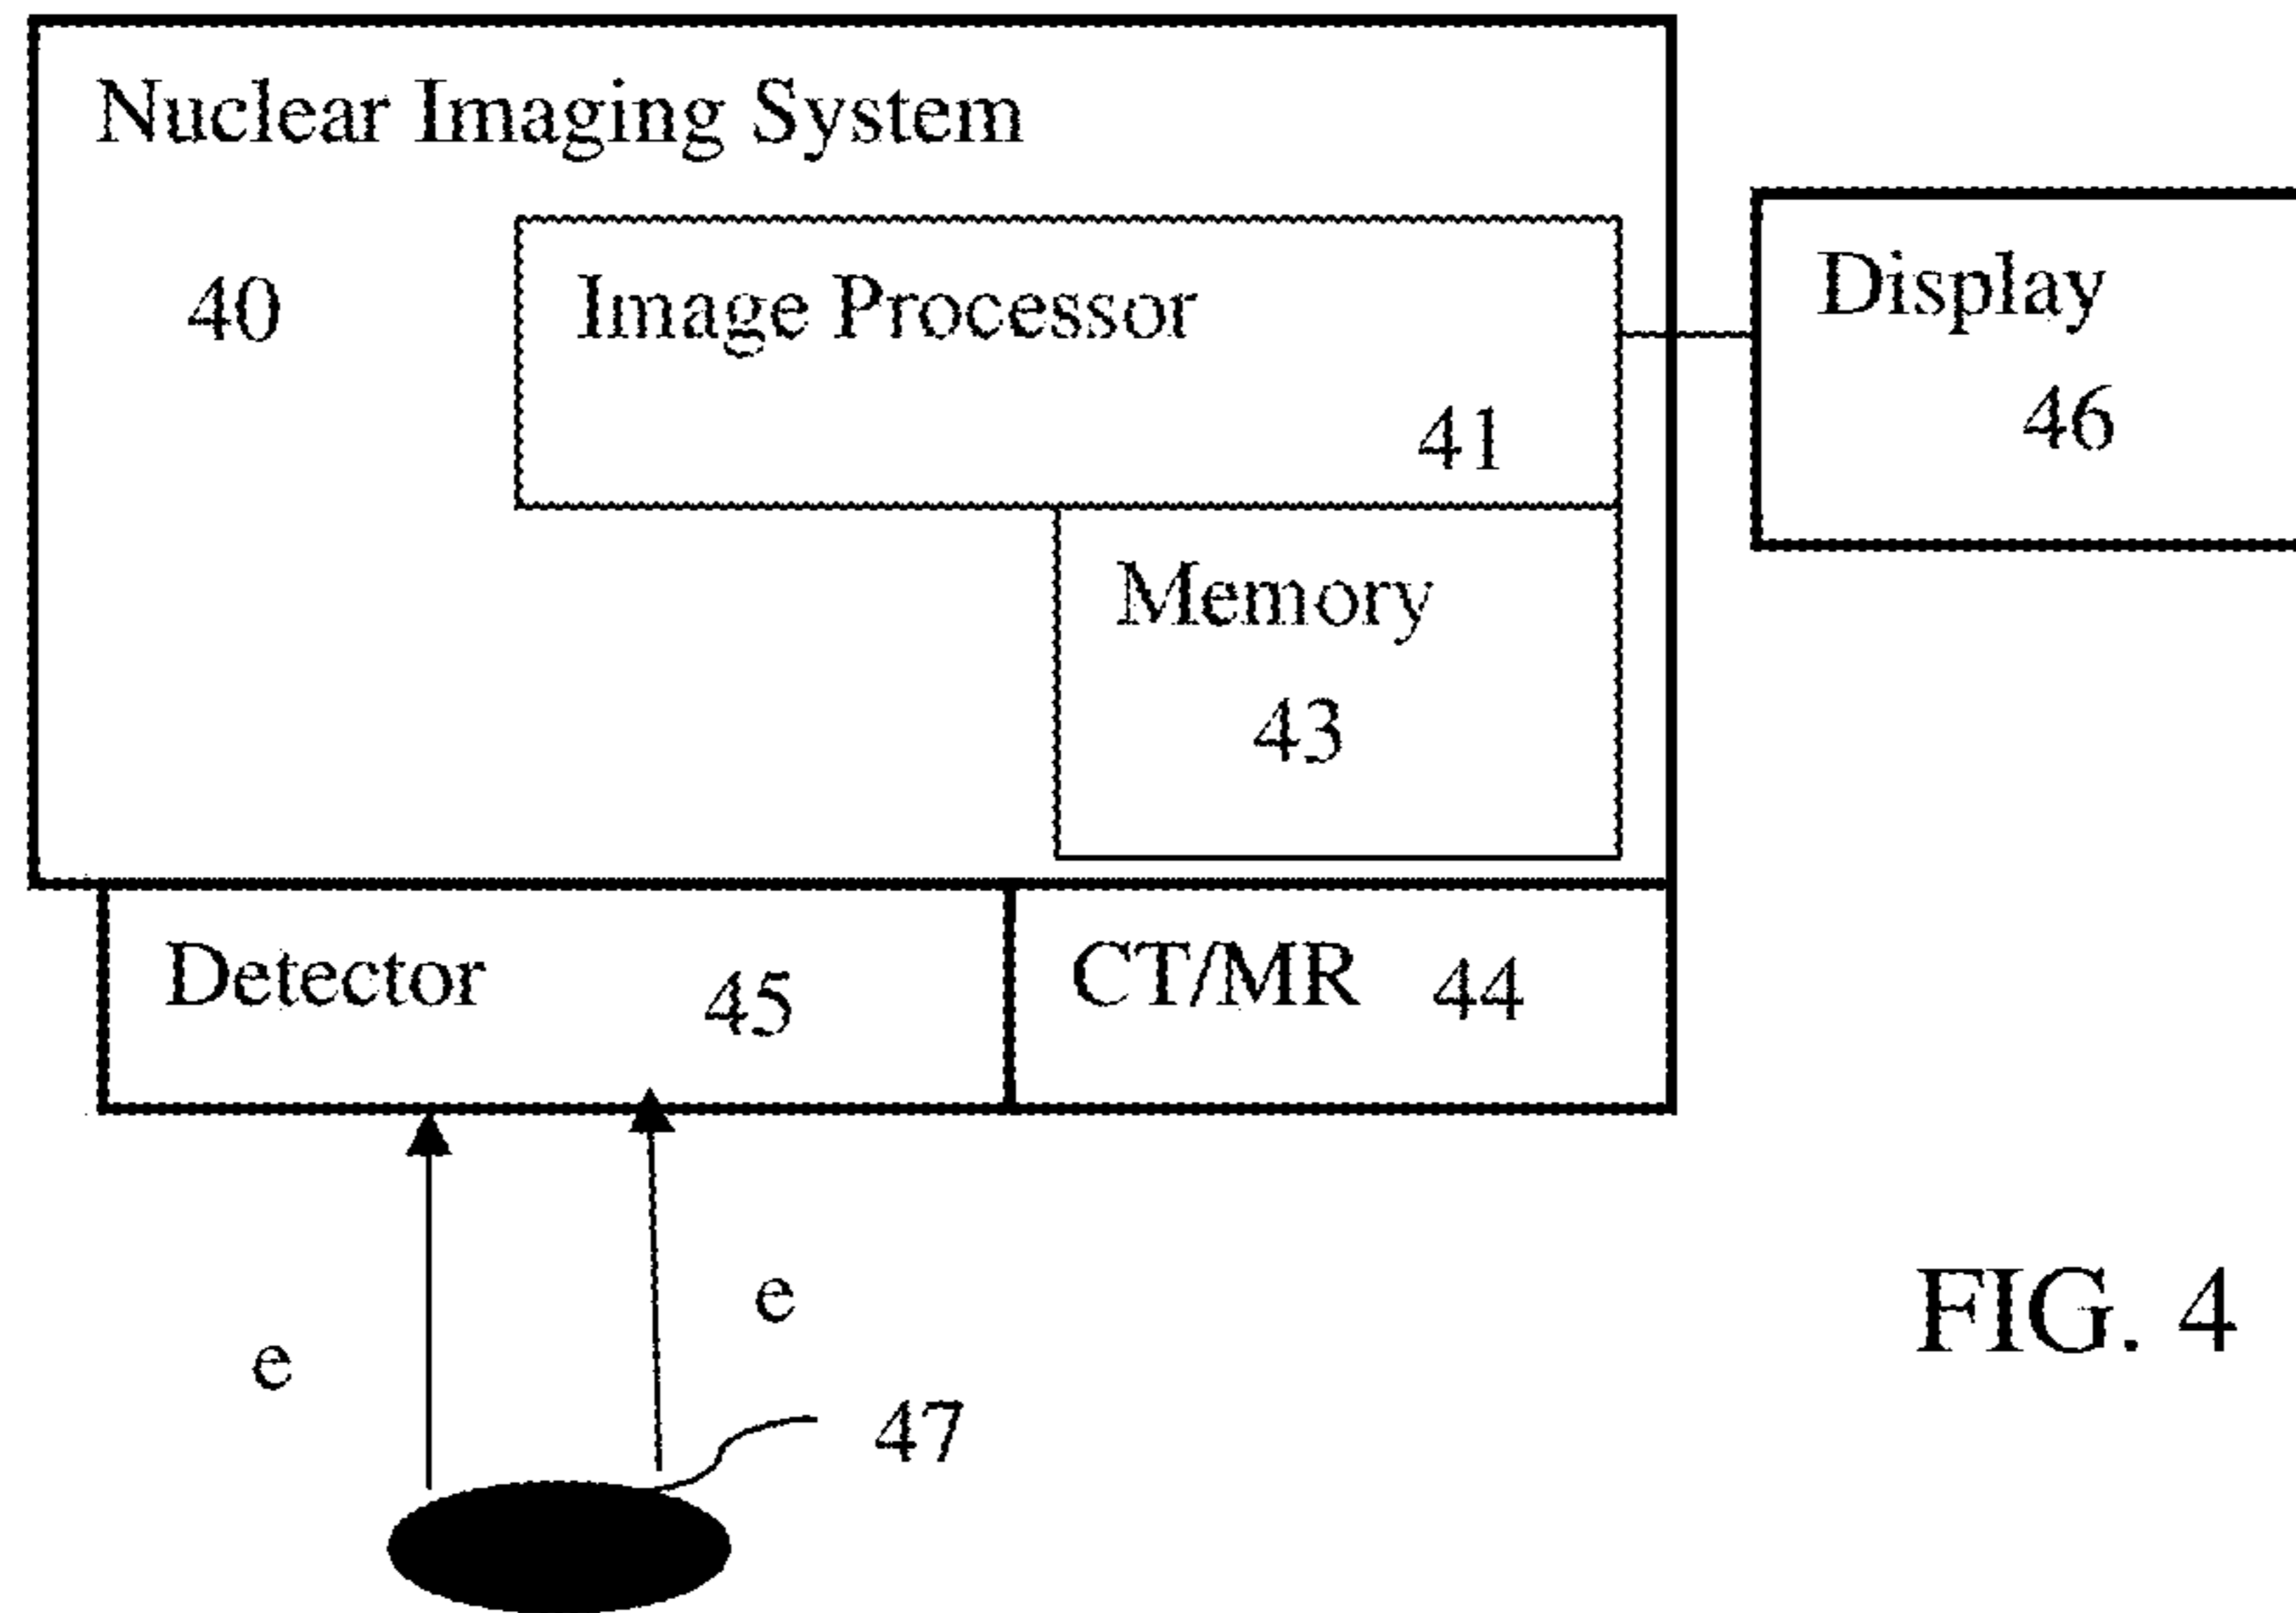 Nuclear Imaging System
40
Image Processor
41
Display
46
Memory
43
Detector 45
CT/MR 44
e
e
47
FIG. 4